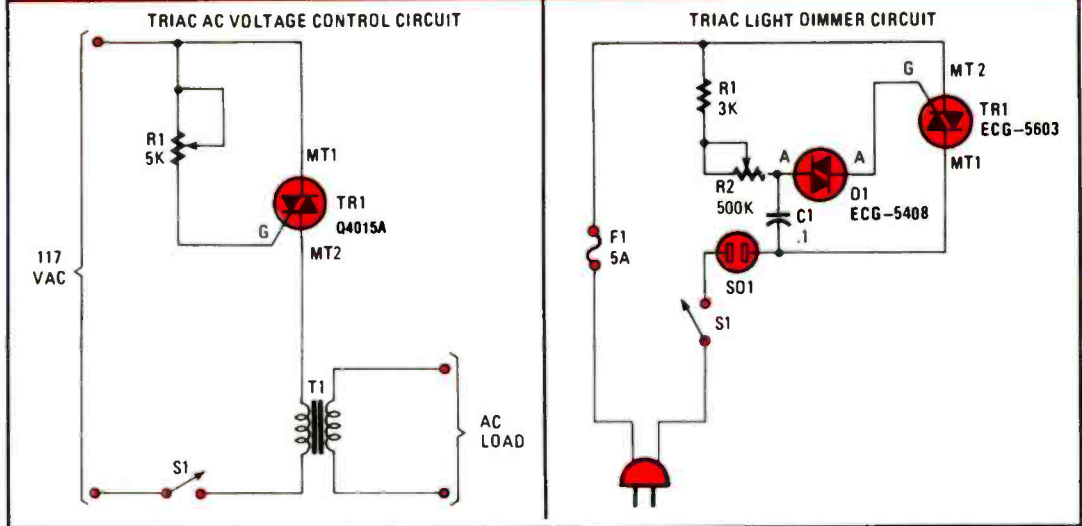 TRIAC AC VOLTAGE CONTROL CIRCUIT
R1
5K
MT1
TR1
Q4015A
G
MT2
117
VAC
T1
AC
LOAD
S1
TRIAC LIGHT DIMMER CIRCUIT
G
MT2
R1
3K
TR1
ECG-5603
A
A
MT1
R2
500K
D1
ECG-5408
C1
.1
F1
5A
SO1
S1